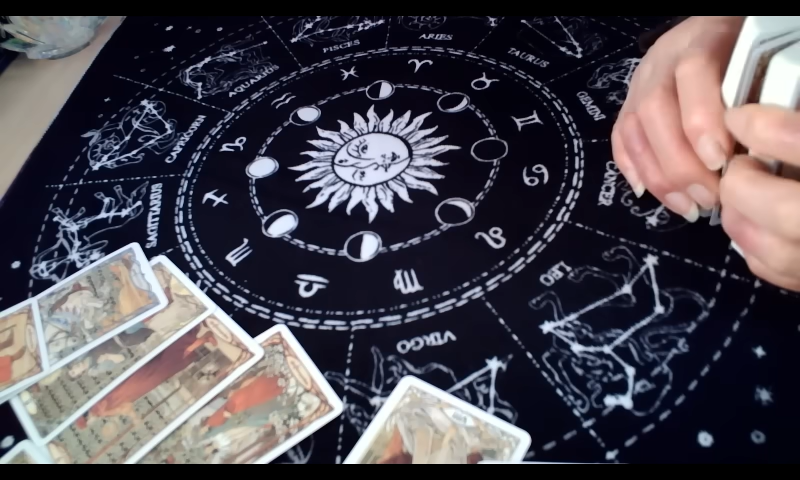 PISCES
ARIES
TAURUS
AQUARIUS
GEMINI
CAPRICORN
CANCER
SAGITTARIUS
LEO
VIRGO